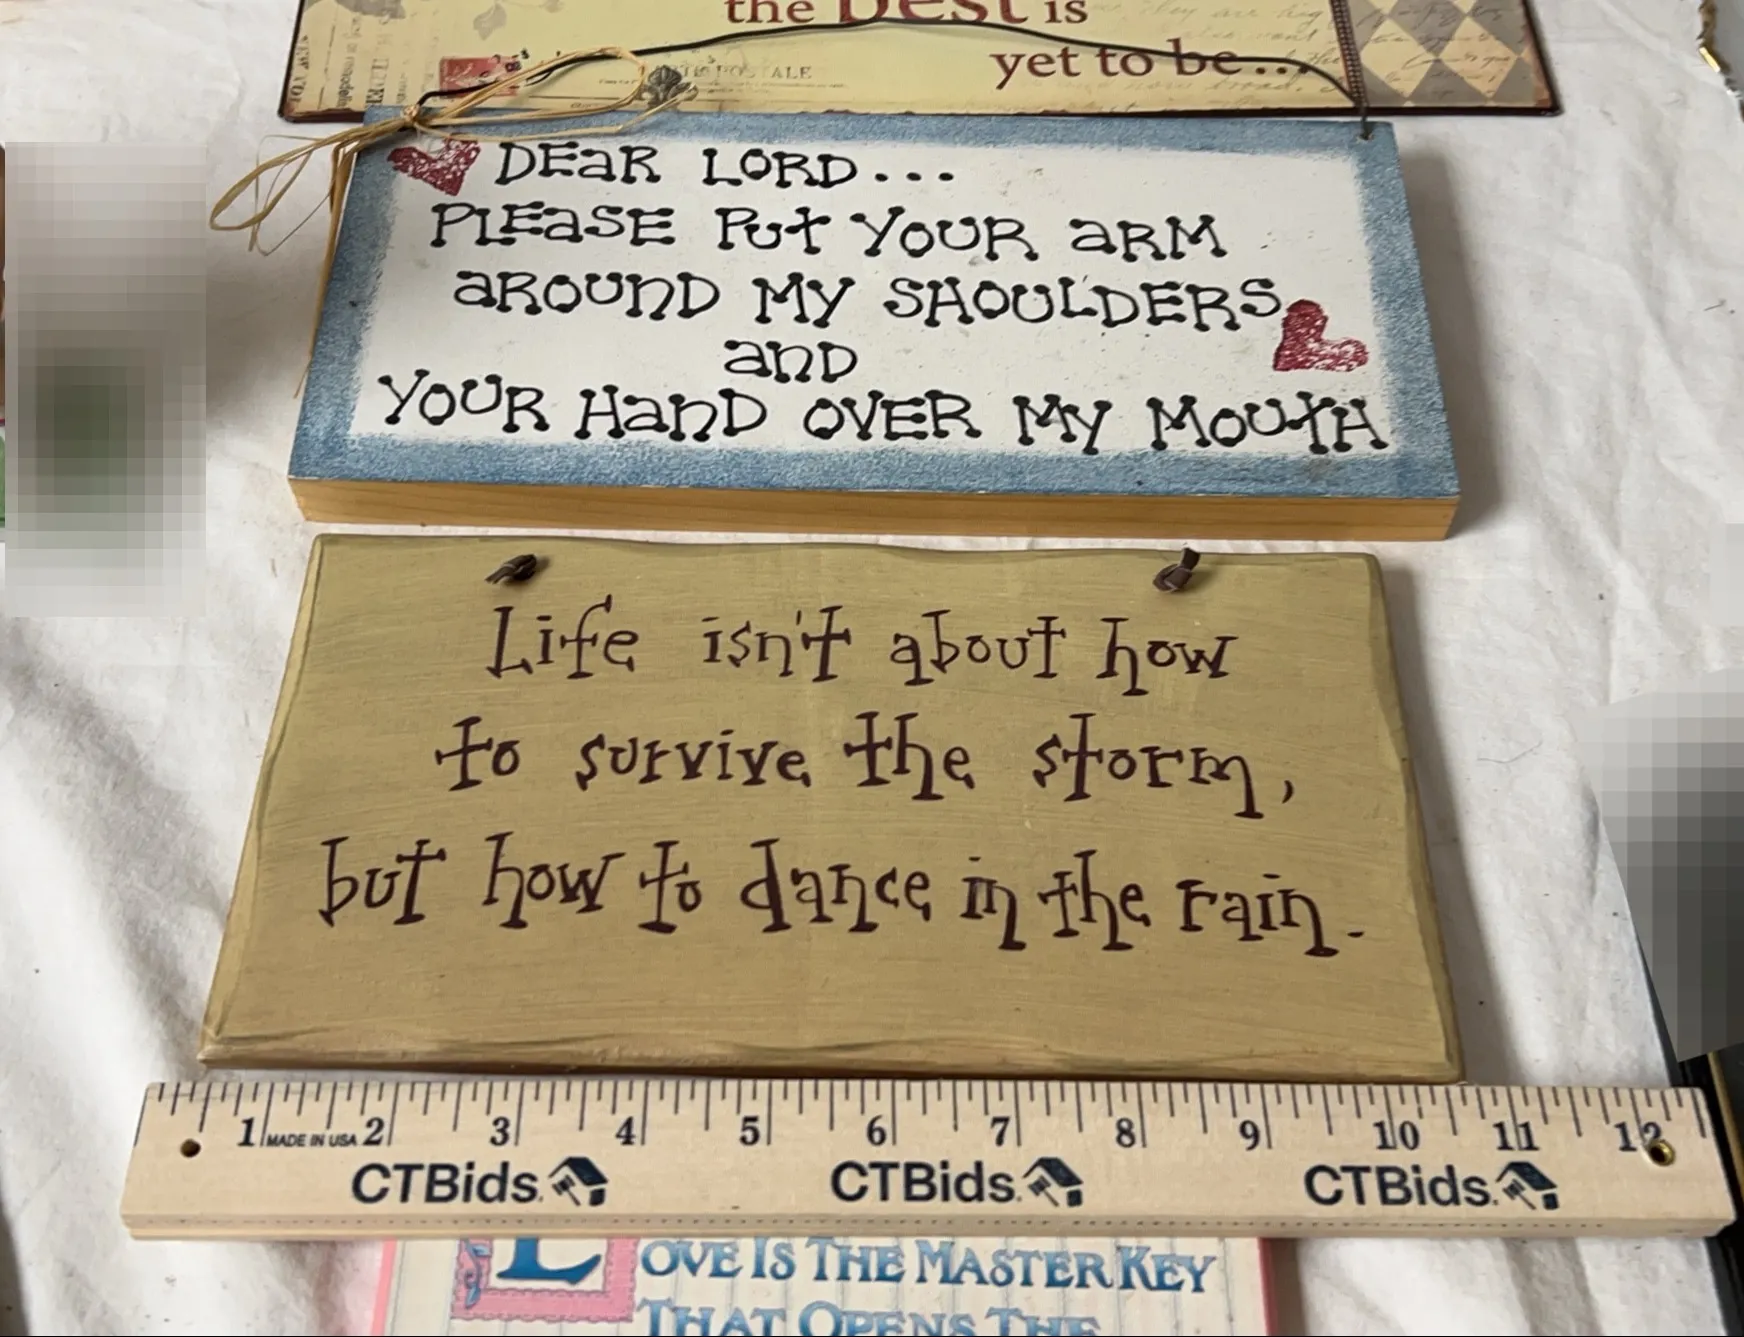 the Best is
yet to be...
POSTALE
DEAR LORD...
PLEASE PUT YOUR ARM
AROUND MY SHOULDERS
and
YOUR HAND OVER MY MOUTH
Life isn't about how
to survive the storm,
but how to dance in the rain.
1 MADE IN USA 2 3 4 5 6 7 8 9 10 11 12
CTBids. CTBids. CTBids.
LOVE IS THE MASTER KEY
THAT OPENS THE